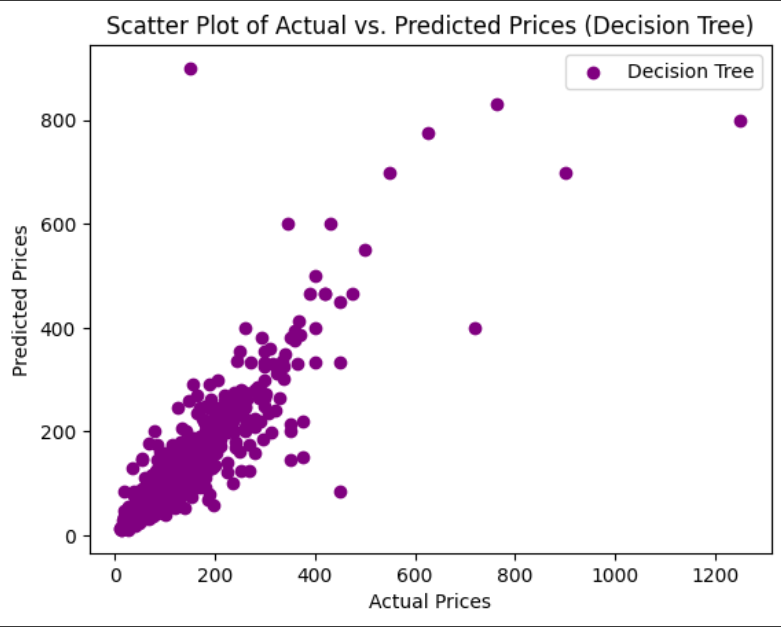 Scatter Plot of Actual vs. Predicted Prices (Decision Tree)
Decision Tree
800
600
400
200
0
Predicted Prices
0 200 400 600 800 1000 1200
Actual Prices